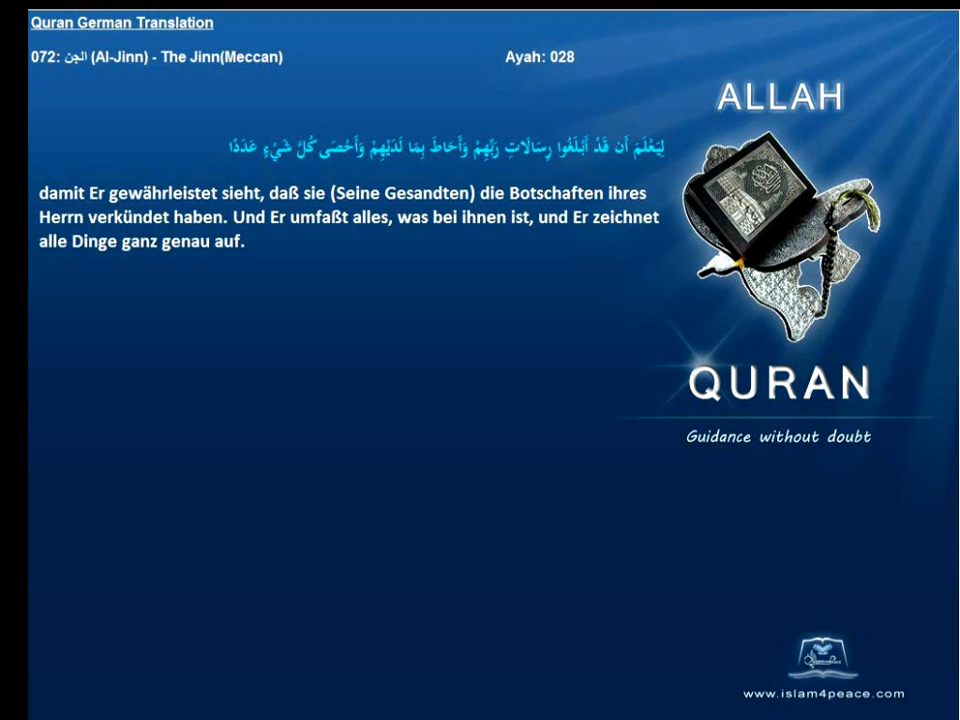 Quran German Translation
072: الجن (Al-Jinn) - The Jinn(Meccan)
Ayah: 028
ALLAH
لِيَعْلَمَ أَن قَدْ أَبْلَغُوا رِسَالَاتِ رَبِّهِمْ وَأَحَاطَ بِمَا لَدَيْهِمْ وَأَحْصَى كُلَّ شَيْءٍ عَدَدًا
damit Er gewährleistet sieht, daß sie (Seine Gesandten) die Botschaften ihres
Herrn verkündet haben. Und Er umfaßt alles, was bei ihnen ist, und Er zeichnet
alle Dinge ganz genau auf.
QURAN
Guidance without doubt
www.islam4peace.com